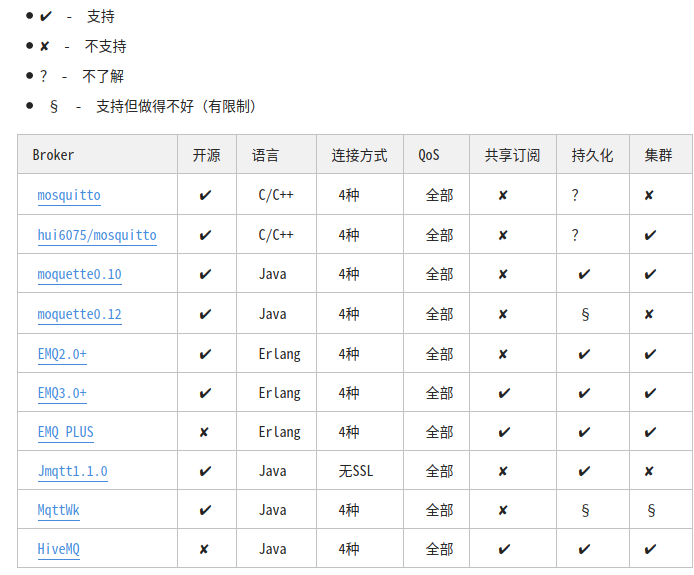 ● ✔ - 支持
● ✘ - 不支持
● ? - 不了解
● § - 支持但做得不好（有限制）
Broker 开源 语言 连接方式 QoS 共享订阅 持久化 集群
mosquitto ✔ C/C++ 4种 全部 ✘ ? ✘
hui6075/mosquitto ✔ C/C++ 4种 全部 ✘ ? ✔
moquette0.10 ✔ Java 4种 全部 ✘ ✔ ✔
moquette0.12 ✔ Java 4种 全部 ✘ § ✘
EMQ2.0+ ✔ Erlang 4种 全部 ✘ ✔ ✔
EMQ3.0+ ✔ Erlang 4种 全部 ✔ ✔ ✔
EMQ PLUS ✘ Erlang 4种 全部 ✔ ✔ ✔
Jmqtt1.1.0 ✔ Java 无SSL 全部 ✘ ✔ ✘
MqttWk ✔ Java 4种 全部 ✘ § §
HiveMQ ✘ Java 4种 全部 ✔ ✔ ✔